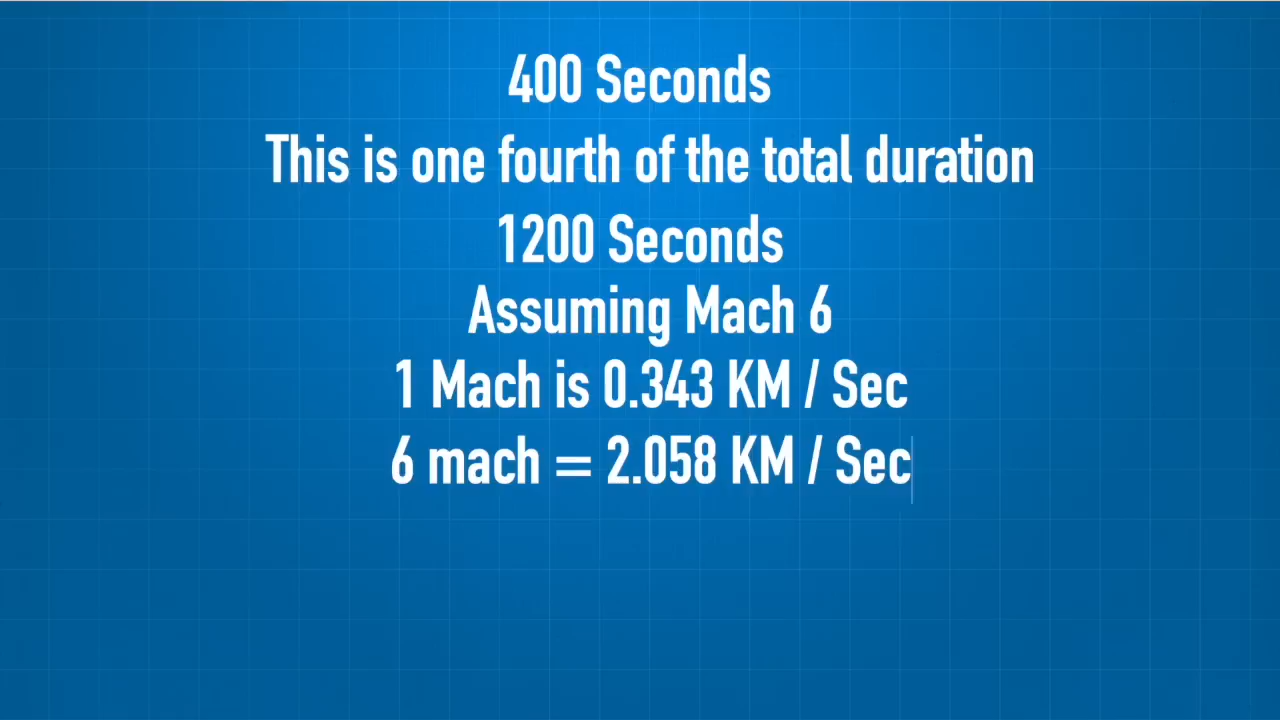 400 Seconds
This is one fourth of the total duration
1200 Seconds
Assuming Mach 6
1 Mach is 0.343 KM / Sec
6 mach = 2.058 KM / Sec